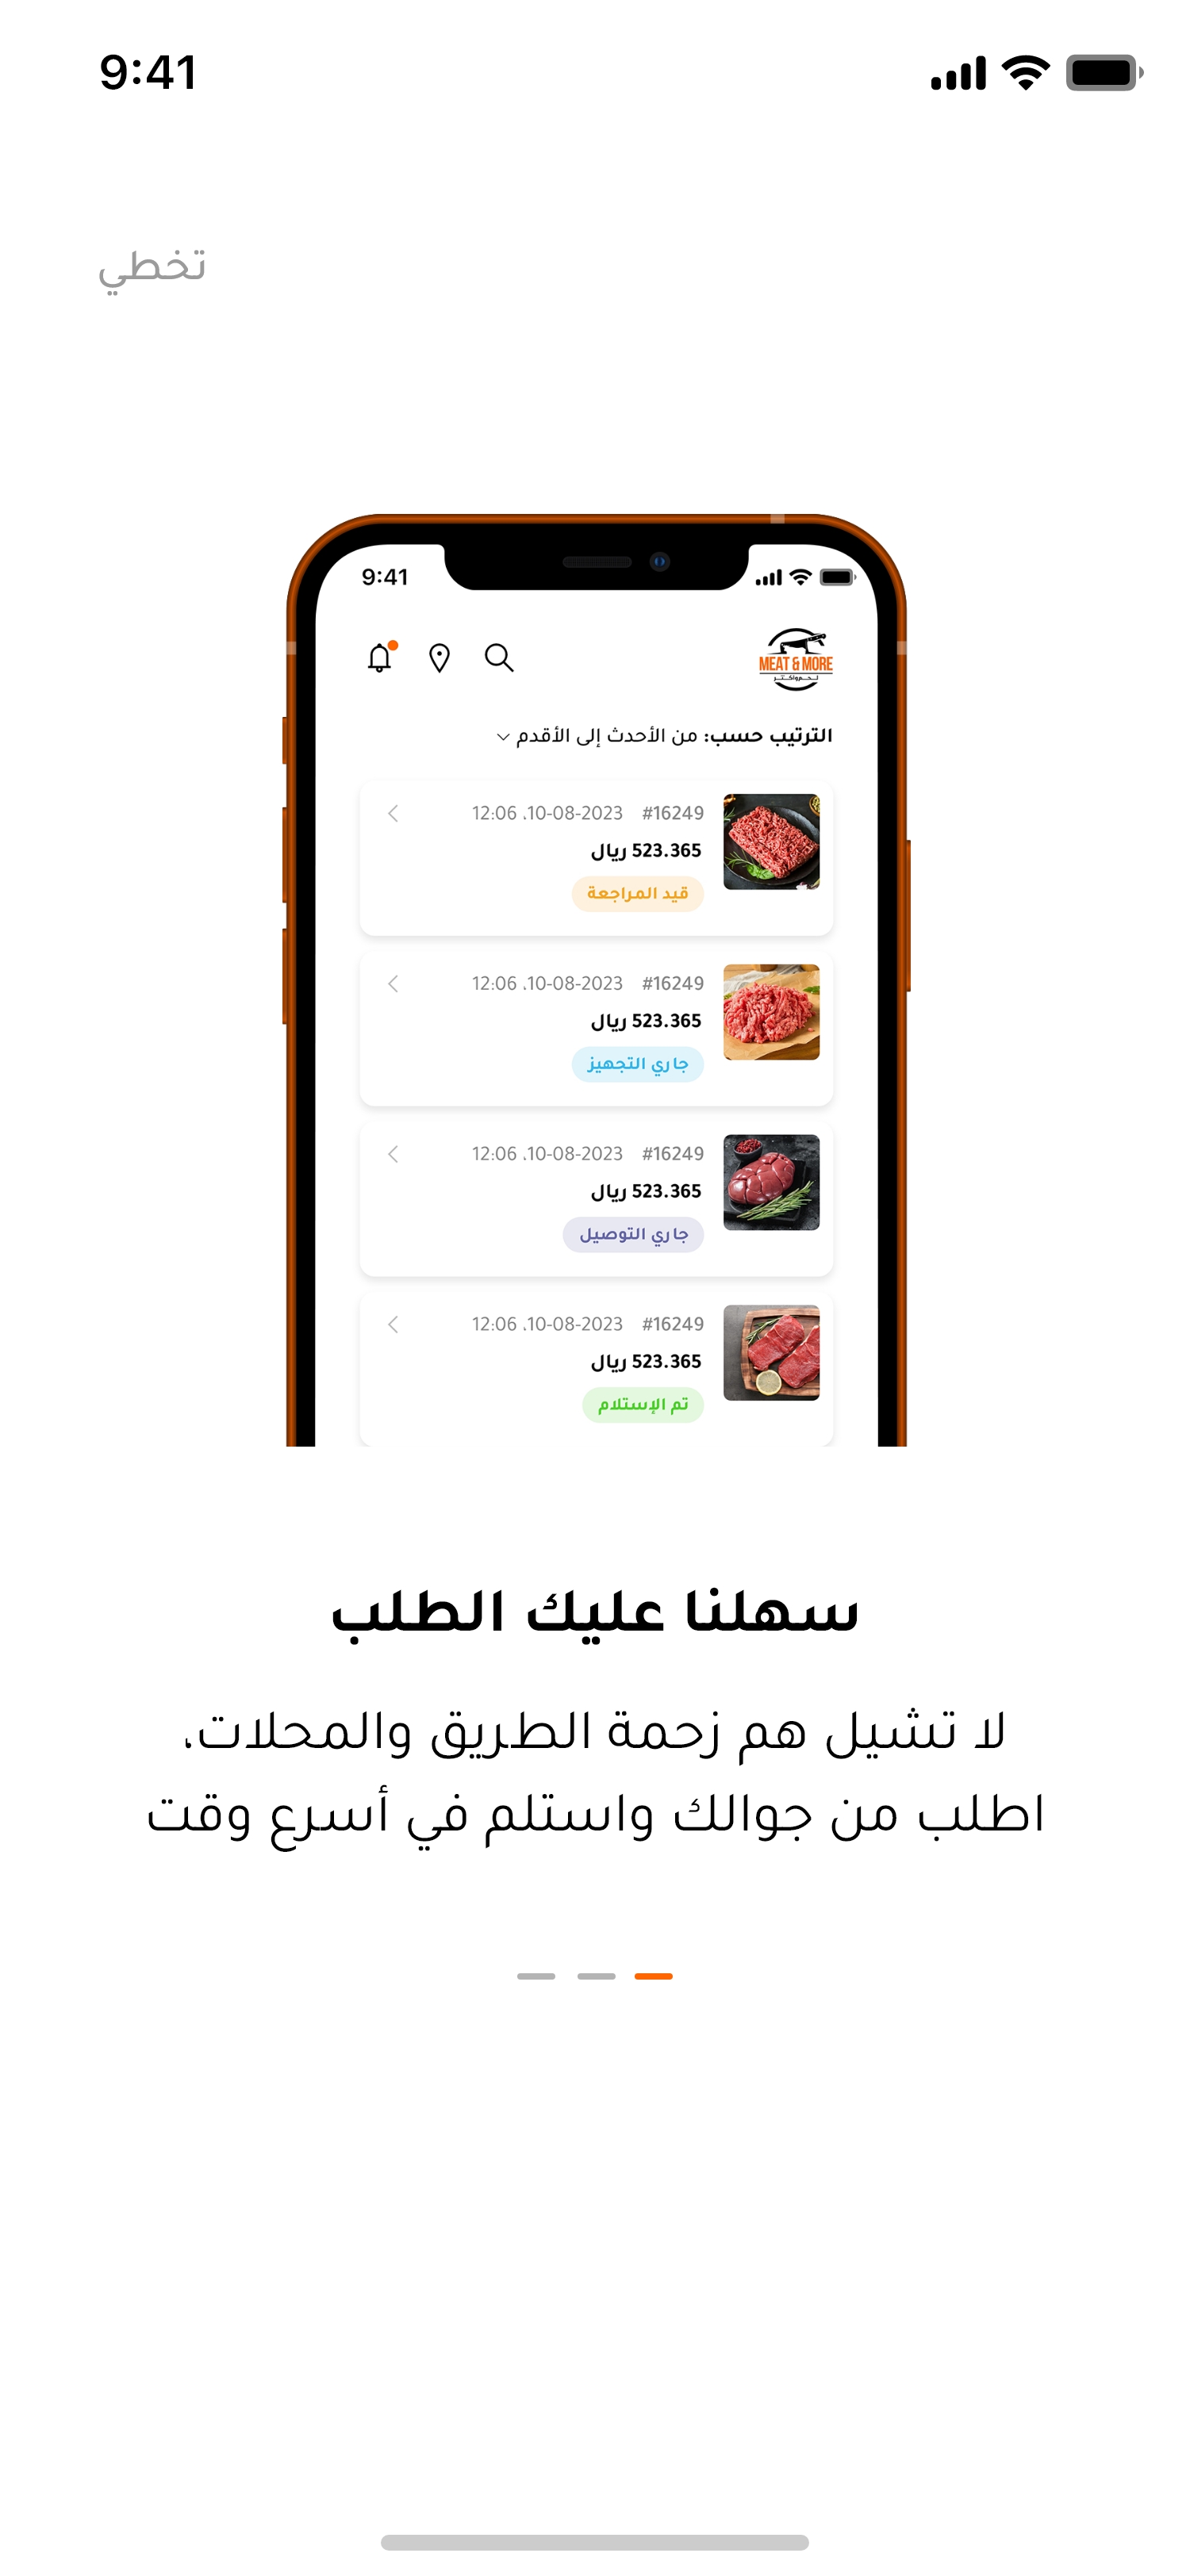 9:41
تخطي
9:41
MEAT & MORE
لحم واكثر
الترتيب حسب: من الأحدث إلى الأقدم
#16249 10-08-2023، 12:06
523.365 ريال
قيد المراجعة
#16249 10-08-2023، 12:06
523.365 ريال
جاري التجهيز
#16249 10-08-2023، 12:06
523.365 ريال
جاري التوصيل
#16249 10-08-2023، 12:06
523.365 ريال
تم الإستلام
سهلنا عليك الطلب
لا تشيل هم زحمة الطريق والمحلات،
اطلب من جوالك واستلم في أسرع وقت